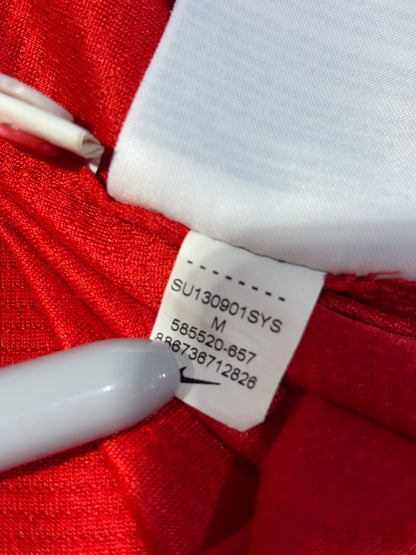 - - - - - - - -
SU130901SYS
M
585520-657
886736712826